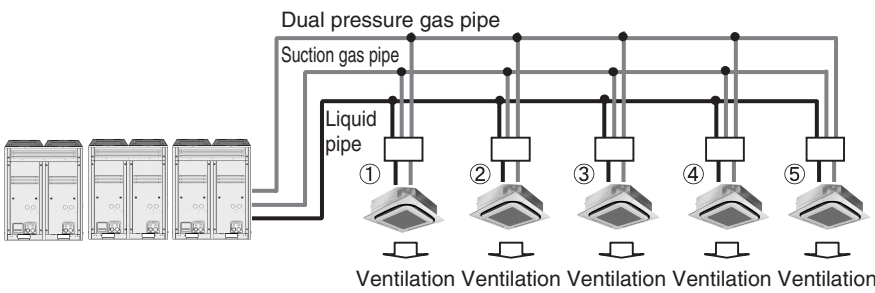 Dual pressure gas pipe
Suction gas pipe
Liquid
pipe
① ② ③ ④ ⑤
Ventilation Ventilation Ventilation Ventilation Ventilation